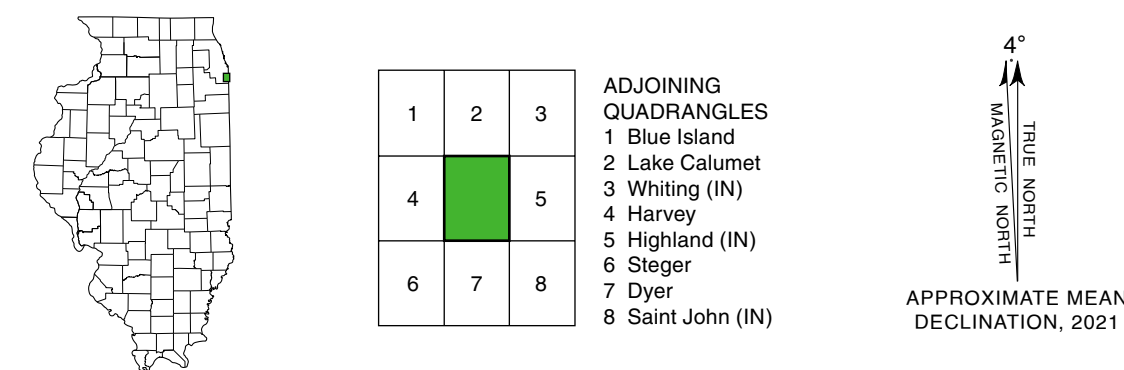 1 2 3
4 5
6 7 8
ADJOINING
QUADRANGLES
1 Blue Island
2 Lake Calumet
3 Whiting (IN)
4 Harvey
5 Highland (IN)
6 Steger
7 Dyer
8 Saint John (IN)
4°
MAGNETIC NORTH
TRUE NORTH
APPROXIMATE MEAN
DECLINATION, 2021